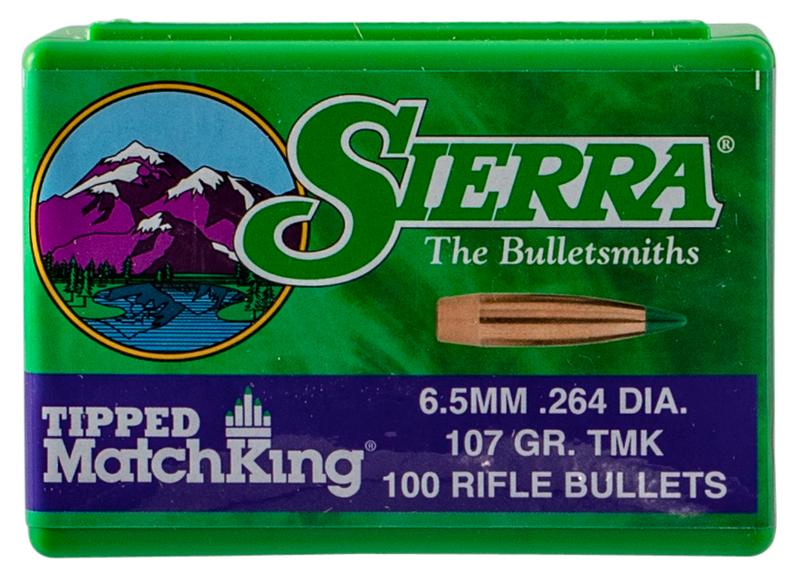 SIERRA®
The Bulletsmiths
TIPPED
MatchKing®
6.5MM .264 DIA.
107 GR. TMK
100 RIFLE BULLETS